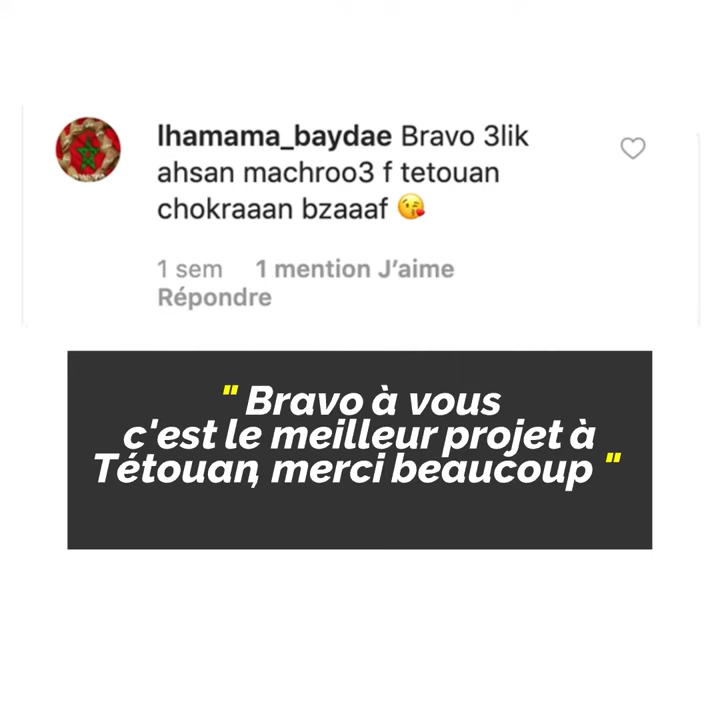 lhamama_baydae Bravo 3lik
ahsan machroo3 f tetouan
chokraaan bzaaaf 😘
1 sem 1 mention J’aime
Répondre
" Bravo à vous
c'est le meilleur projet à
Tétouan, merci beaucoup "